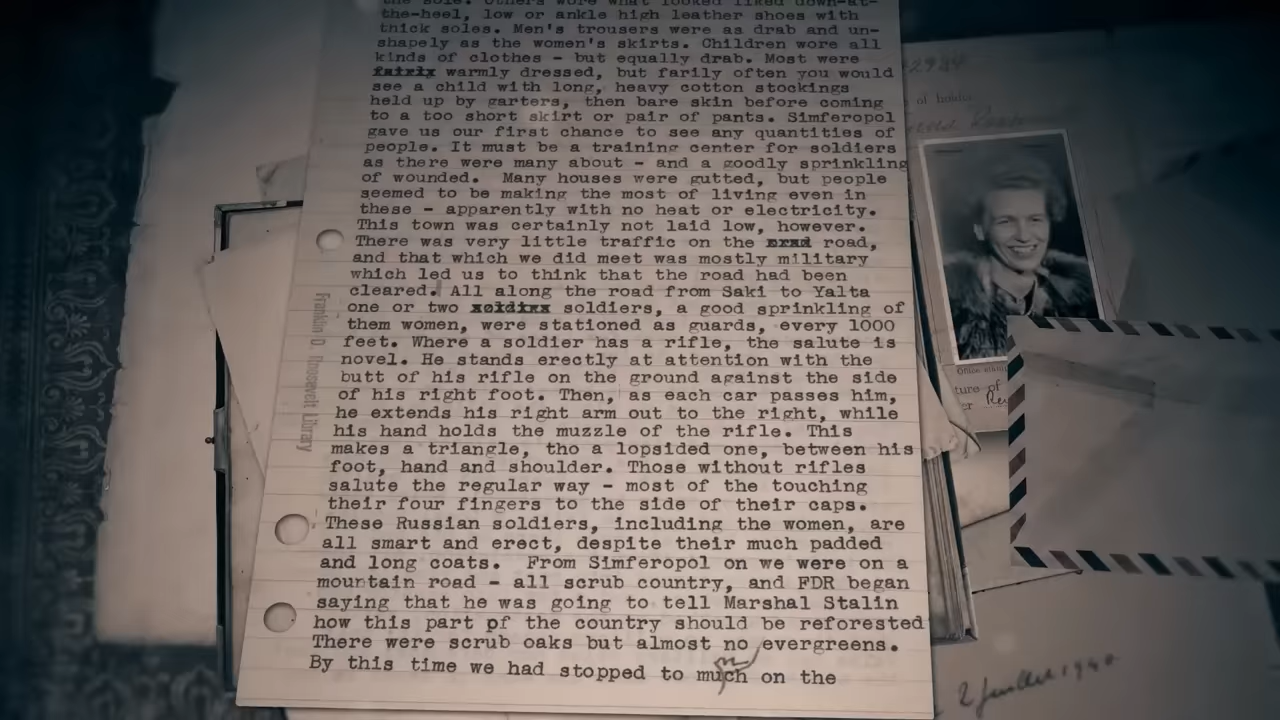 the sole. Others wore what looked liked down-at-
the-heel, low or ankle high leather shoes with
thick soles. Men's trousers were as drab and un-
shapely as the women's skirts. Children wore all
kinds of clothes - but equally drab. Most were
fairly warmly dressed, but farily often you would
see a child with long, heavy cotton stockings
held up by garters, then bare skin before coming
to a too short skirt or pair of pants. Simferopol
gave us our first chance to see any quantities of
people. It must be a training center for soldiers
as there were many about - and a goodly sprinkling
of wounded. Many houses were gutted, but people
seemed to be making the most of living even in
these - apparently with no heat or electricity.
This town was certainly not laid low, however.
There was very little traffic on the road,
and that which we did meet was mostly military
which led us to think that the road had been
cleared. All along the road from Saki to Yalta
one or two soldiers, a good sprinkling of
them women, were stationed as guards, every 1000
feet. Where a soldier has a rifle, the salute is
novel. He stands erectly at attention with the
butt of his rifle on the ground against the side
of his right foot. Then, as each car passes him,
he extends his right arm out to the right, while
his hand holds the muzzle of the rifle. This
makes a triangle, tho a lopsided one, between his
foot, hand and shoulder. Those without rifles
salute the regular way - most of the touching
their four fingers to the side of their caps.
These Russian soldiers, including the women, are
all smart and erect, despite their much padded
and long coats. From Simferopol on we were on a
mountain road - all scrub country, and FDR began
saying that he was going to tell Marshal Stalin
how this part of the country should be reforested
There were scrub oaks but almost no evergreens.
By this time we had stopped to much on the
Franklin D. Roosevelt Library
of holder
ture of